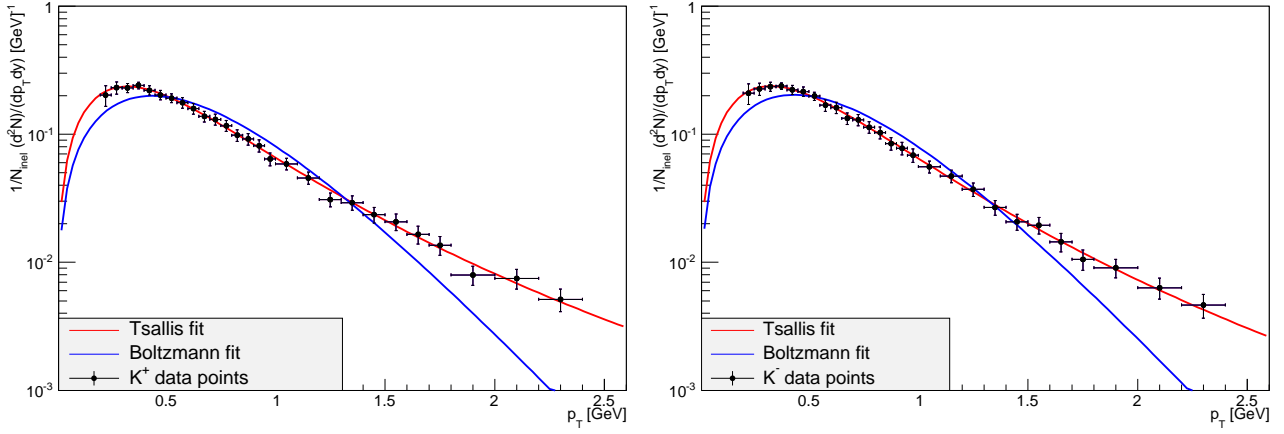 1/N_inel (d²N)/(dp_T dy) [GeV]⁻¹
1
10⁻¹
10⁻²
10⁻³
Tsallis fit
Boltzmann fit
K⁺ data points
0.5 1 1.5 2 2.5
p_T [GeV]
1/N_inel (d²N)/(dp_T dy) [GeV]⁻¹
1
10⁻¹
10⁻²
10⁻³
Tsallis fit
Boltzmann fit
K⁻ data points
0.5 1 1.5 2 2.5
p_T [GeV]